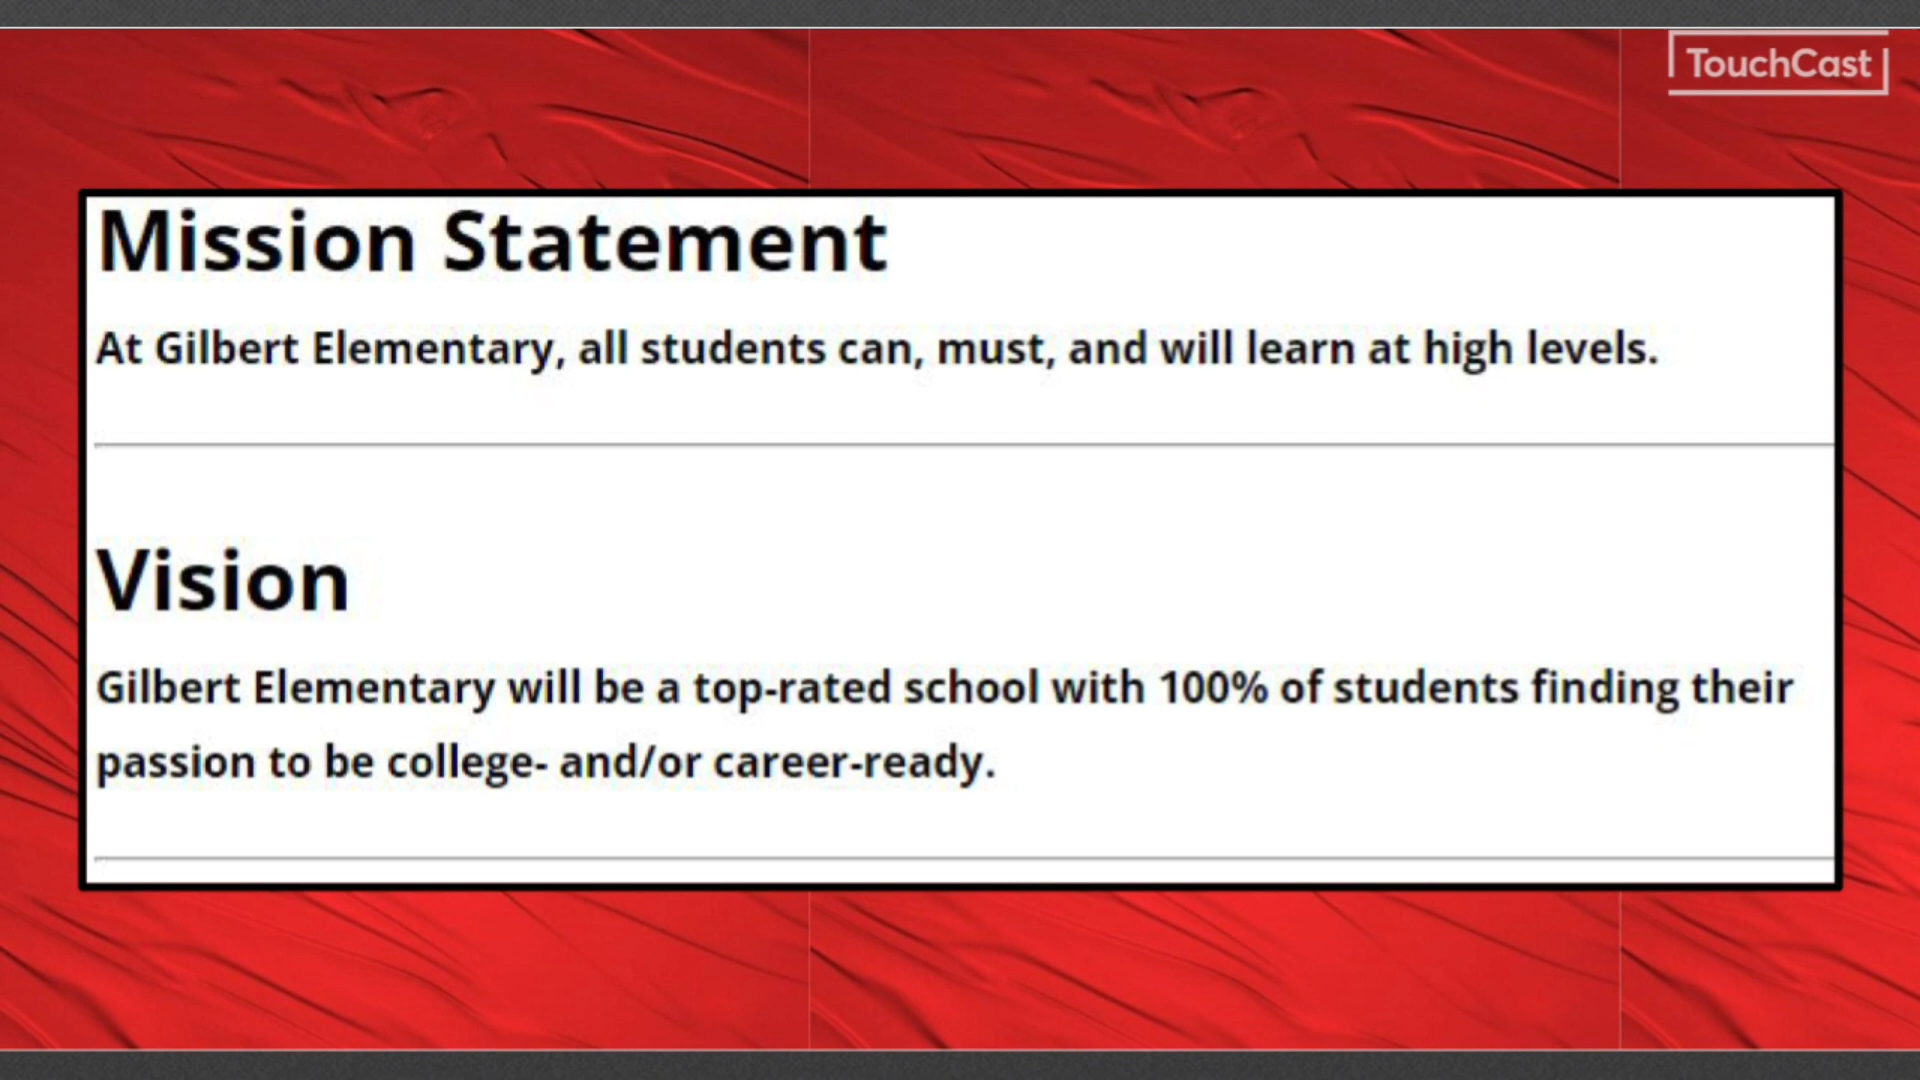 TouchCast
Mission Statement
At Gilbert Elementary, all students can, must, and will learn at high levels.
Vision
Gilbert Elementary will be a top-rated school with 100% of students finding their
passion to be college- and/or career-ready.